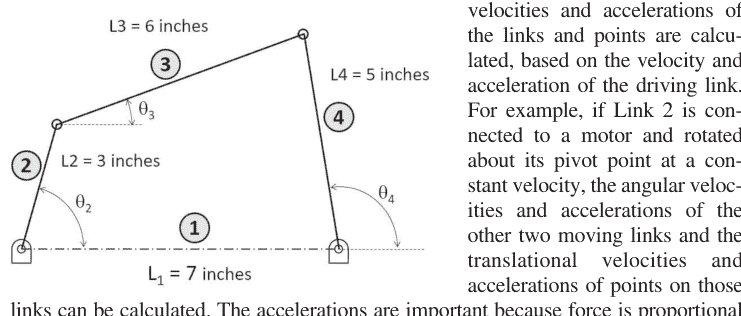 L3 = 6 inches
3
θ3
L4 = 5 inches
4
2
L2 = 3 inches
θ2
θ4
1
L1 = 7 inches
velocities and accelerations of
the links and points are calcu-
lated, based on the velocity and
acceleration of the driving link.
For example, if Link 2 is con-
nected to a motor and rotated
about its pivot point at a con-
stant velocity, the angular veloc-
ities and accelerations of the
other two moving links and the
translational velocities and
accelerations of points on those
links can be calculated. The accelerations are important because force is proportional